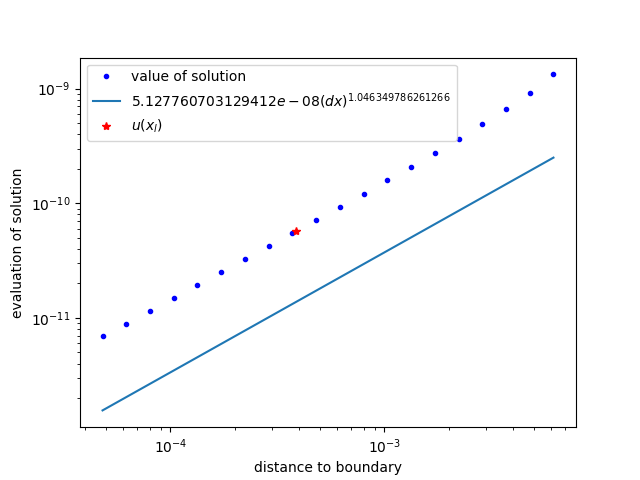 value of solution
5.127760703129412e − 08(dx)^1.046349786261266
u(x_l)
10^−9
10^−10
10^−11
evaluation of solution
10^−4
10^−3
distance to boundary